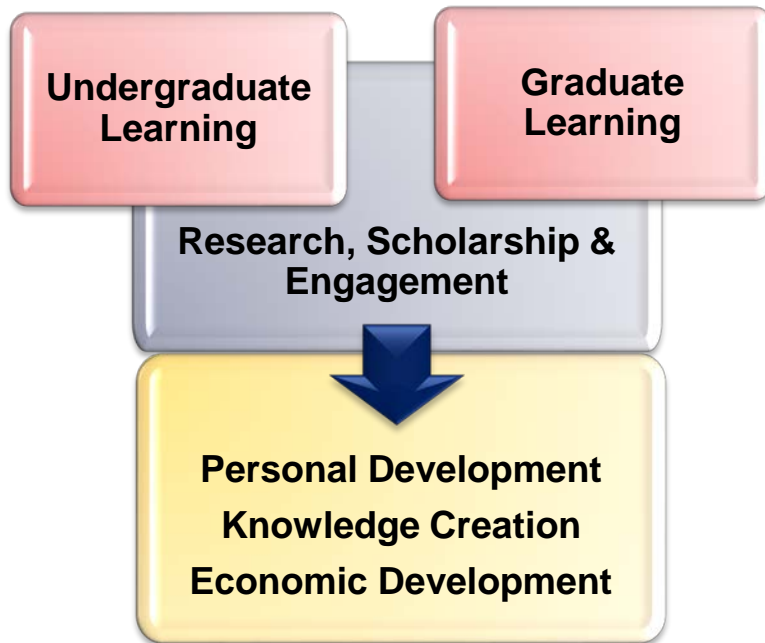 Undergraduate
Learning
Graduate
Learning
Research, Scholarship &
Engagement
Personal Development
Knowledge Creation
Economic Development